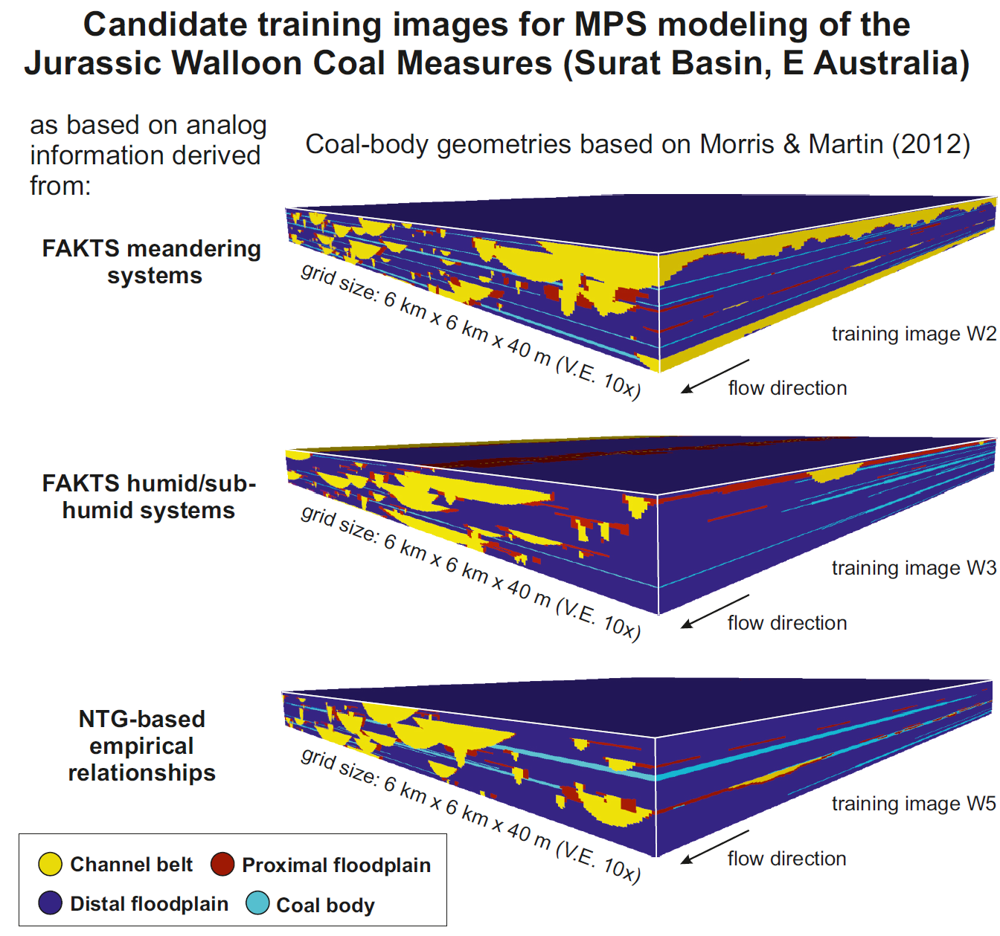 Candidate training images for MPS modeling of the
Jurassic Walloon Coal Measures (Surat Basin, E Australia)
as based on analog
information derived
from:
Coal-body geometries based on Morris & Martin (2012)
FAKTS meandering
systems
grid size: 6 km x 6 km x 40 m (V.E. 10x)
training image W2
flow direction
FAKTS humid/sub-
humid systems
grid size: 6 km x 6 km x 40 m (V.E. 10x)
training image W3
flow direction
NTG-based
empirical
relationships
grid size: 6 km x 6 km x 40 m (V.E. 10x)
training image W5
flow direction
Channel belt
Proximal floodplain
Distal floodplain
Coal body